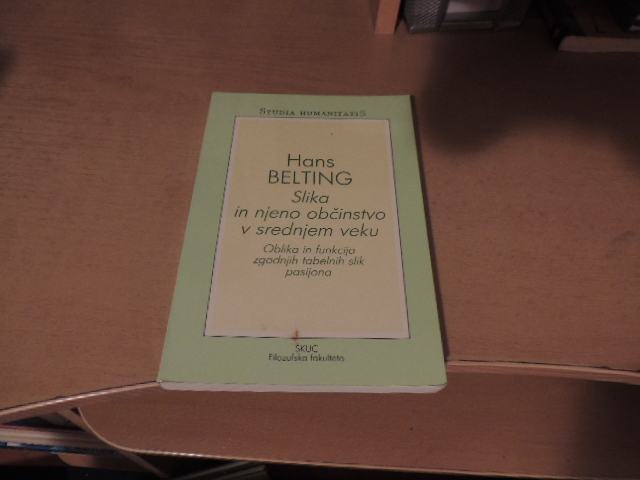 STUDIA HUMANITATIS
Hans
BELTING
Slika
in njeno občinstvo
v srednjem veku
Oblika in funkcija
zgodnjih tabelnih slik
pasijona
ŠKUC
Filozofska fakulteta